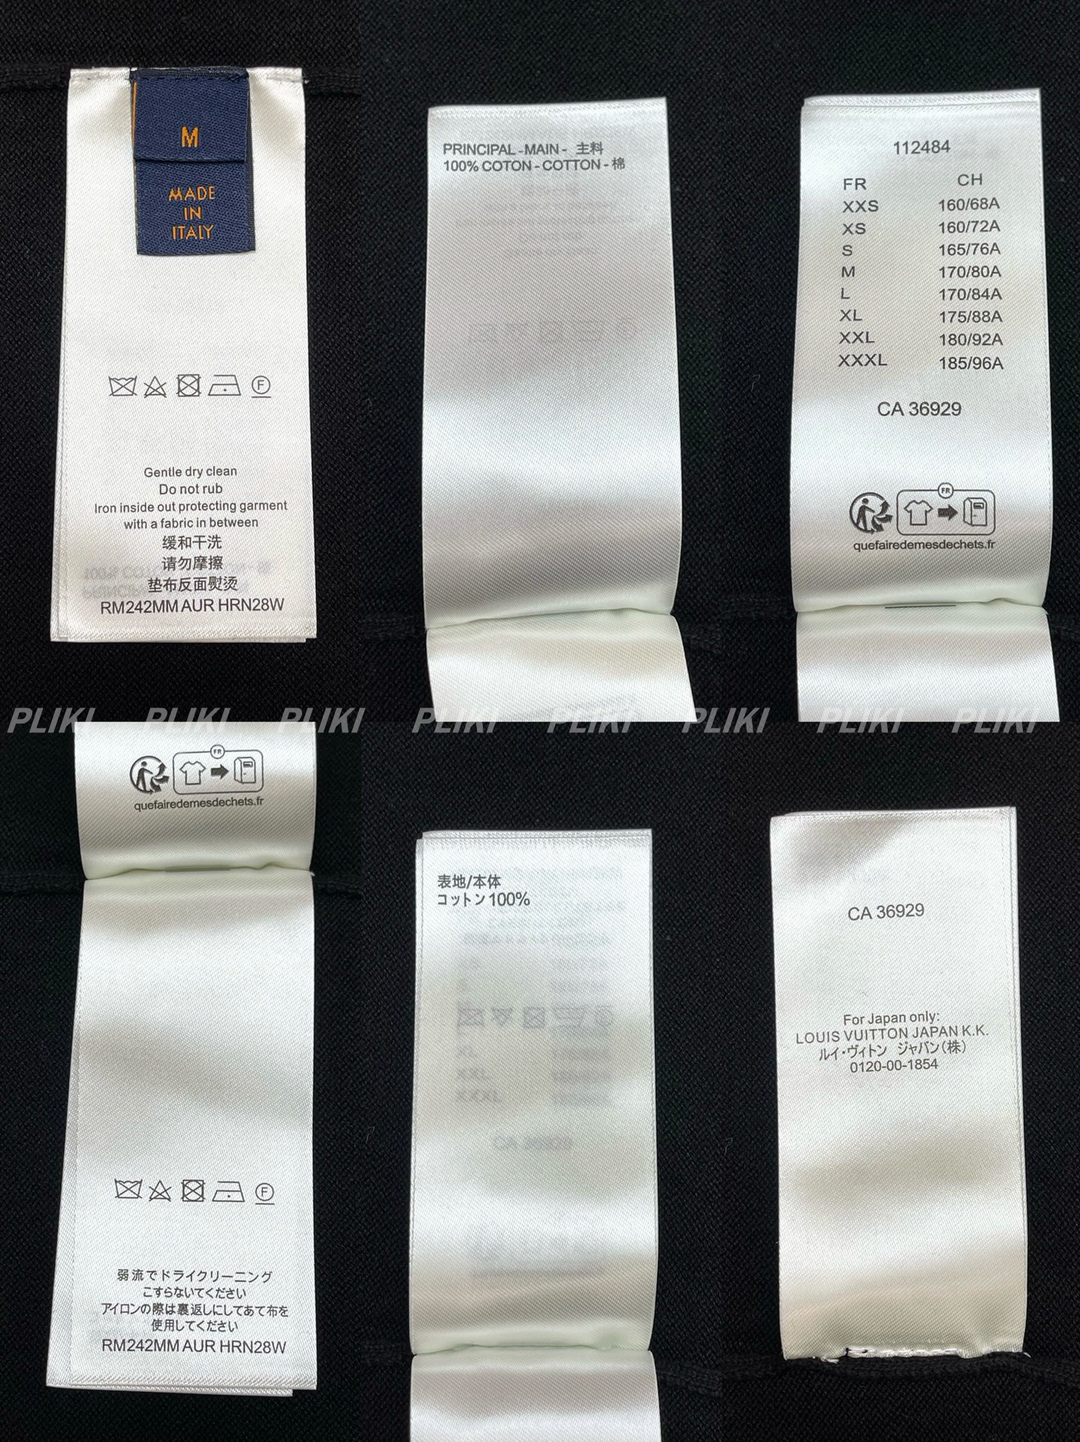 M
MADE
IN
ITALY
F
Gentle dry clean
Do not rub
Iron inside out protecting garment
with a fabric in between
缓和干洗
请勿摩擦
垫布反面熨烫
RM242MM AUR HRN28W
PRINCIPAL - MAIN - 主料
100% COTON - COTTON - 棉
112484
FR CH
XXS 160/68A
XS 160/72A
S 165/76A
M 170/80A
L 170/84A
XL 175/88A
XXL 180/92A
XXXL 185/96A
CA 36929
FR
quefairedemesdechets.fr
PLIKI PLIKI PLIKI PLIKI PLIKI PLIKI PLIKI PLIKI
FR
quefairedemesdechets.fr
F
弱流でドライクリーニング
こすらないでください
アイロンの際は裏返しにしてあて布を
使用してください
RM242MM AUR HRN28W
表地/本体
コットン 100%
CA 36929
For Japan only:
LOUIS VUITTON JAPAN K.K.
ルイ・ヴィトン ジャパン(株)
0120-00-1854